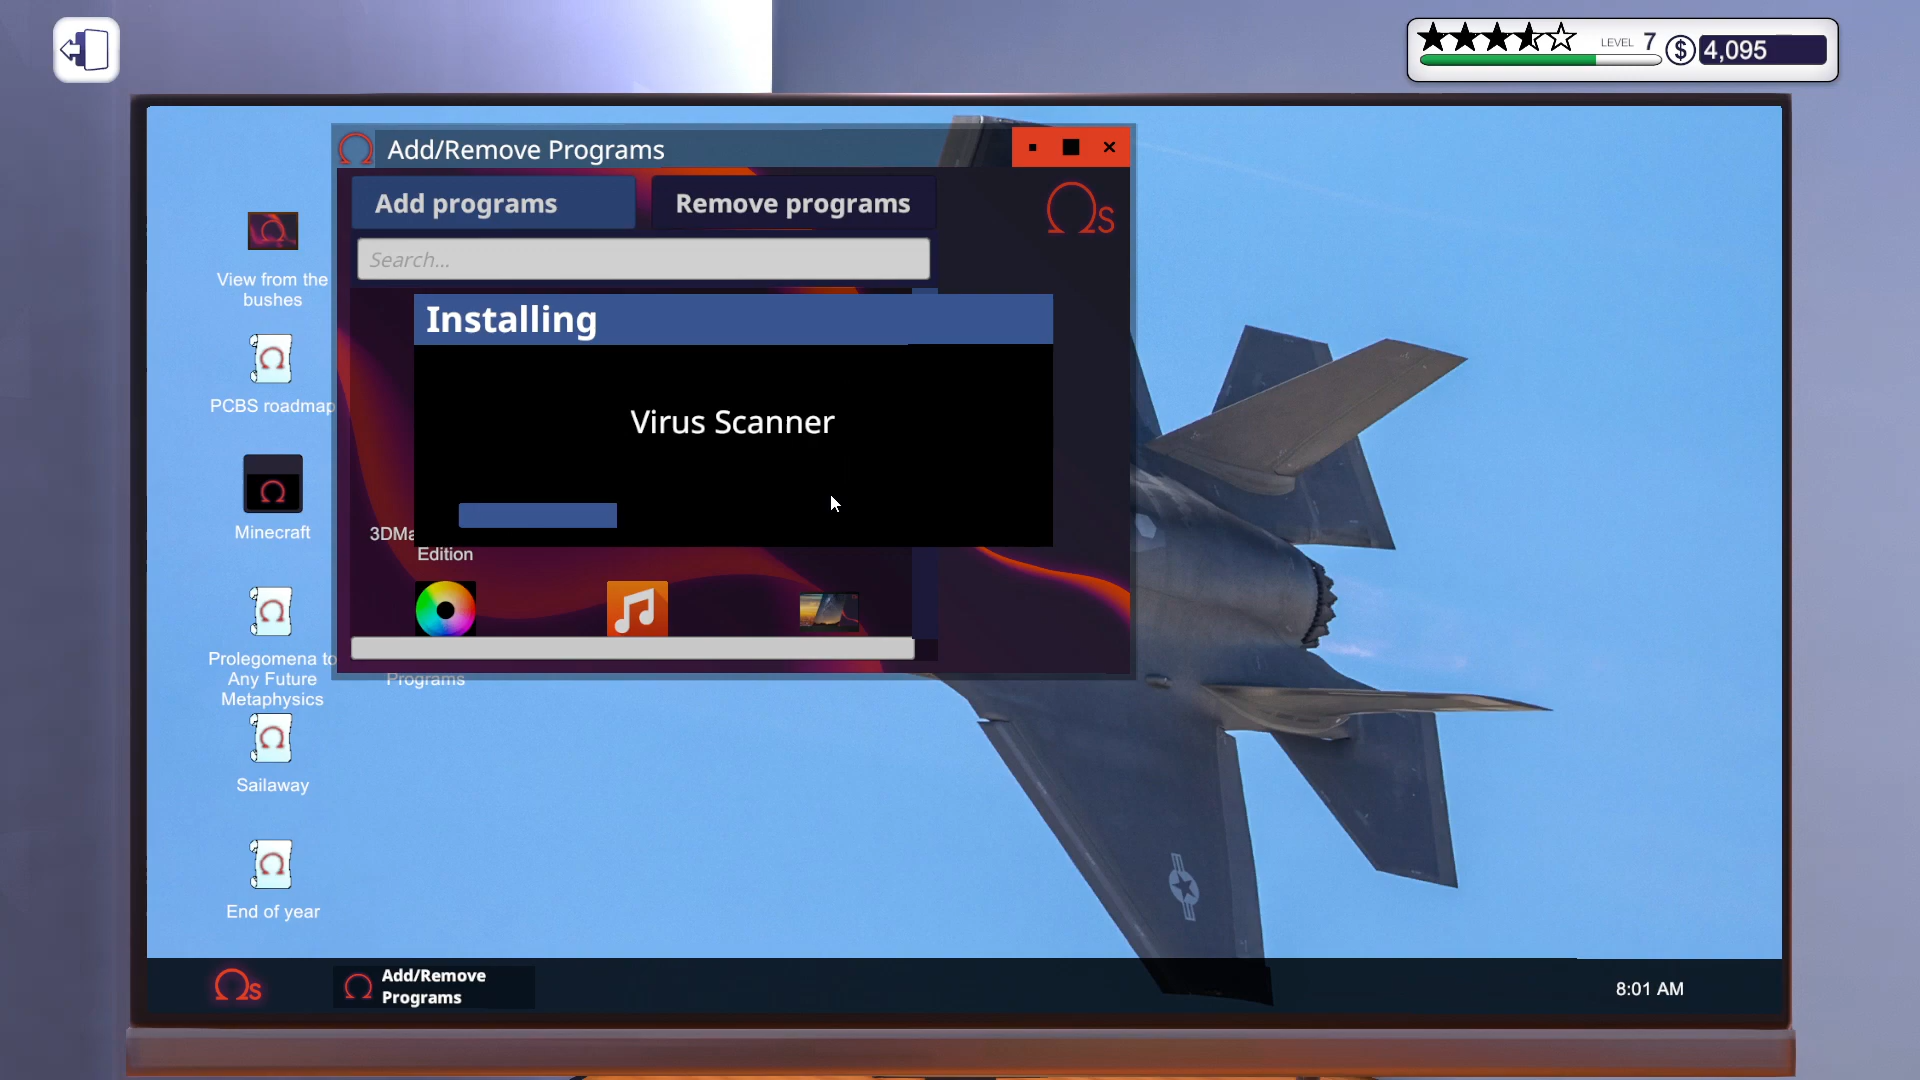 LEVEL 7
$ 4,095
Add/Remove Programs
Add programs
Remove programs
Ωs
Search...
Installing
Virus Scanner
3DMa
Edition
Programs
View from the
bushes
PCBS roadmap
Minecraft
Prolegomena to
Any Future
Metaphysics
Sailaway
End of year
Ωs
Add/Remove
Programs
8:01 AM